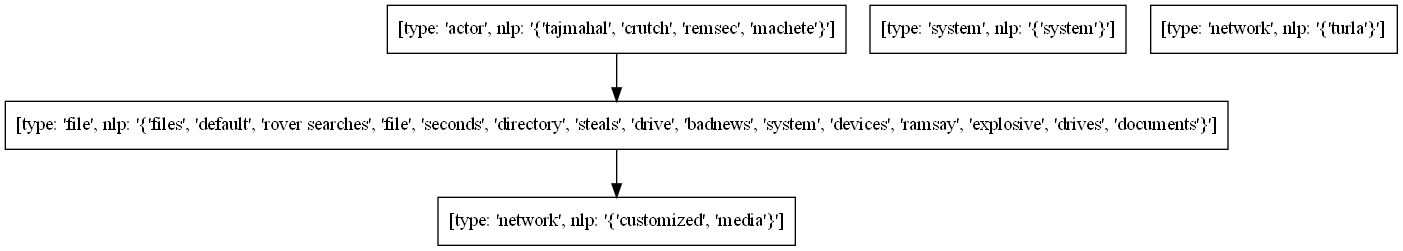 [type: 'actor', nlp: '{'tajmahal', 'crutch', 'remsec', 'machete'}']
[type: 'system', nlp: '{'system'}']
[type: 'network', nlp: '{'turla'}']
[type: 'file', nlp: '{'files', 'default', 'rover searches', 'file', 'seconds', 'directory', 'steals', 'drive', 'badnews', 'system', 'devices', 'ramsay', 'explosive', 'drives', 'documents'}']
[type: 'network', nlp: '{'customized', 'media'}']